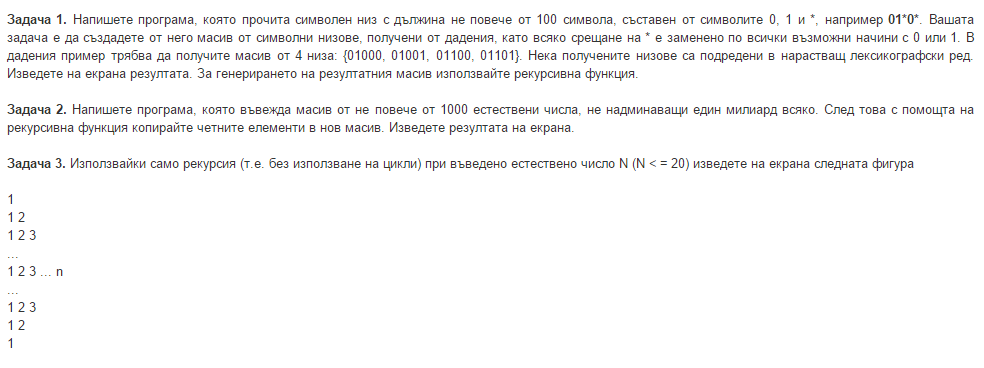 Задача 1. Напишете програма, която прочита символен низ с дължина не повече от 100 символа, съставен от символите 0, 1 и *, например 01*0*. Вашата
задача е да създадете от него масив от символни низове, получени от дадения, като всяко срещане на * е заменено по всички възможни начини с 0 или 1. В
дадения пример трябва да получите масив от 4 низа: {01000, 01001, 01100, 01101}. Нека получените низове са подредени в нарастващ лексикографски ред.
Изведете на екрана резултата. За генерирането на резултатния масив използвайте рекурсивна функция.
Задача 2. Напишете програма, която въвежда масив от не повече от 1000 естествени числа, не надминаващи един милиард всяко. След това с помощта на
рекурсивна функция копирайте четните елементи в нов масив. Изведете резултата на екрана.
Задача 3. Използвайки само рекурсия (т.е. без използване на цикли) при въведено естествено число N (N < = 20) изведете на екрана следната фигура
1
1 2
1 2 3
...
1 2 3 ... n
...
1 2 3
1 2
1